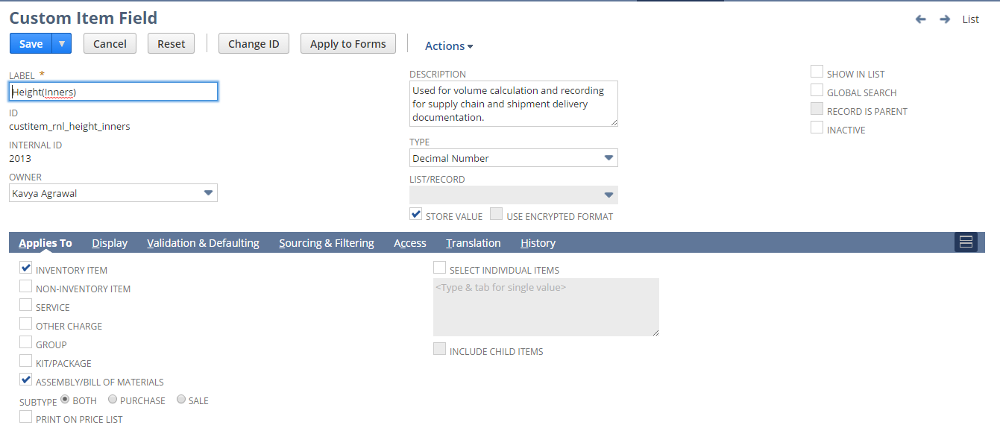 Custom Item Field
List
Save
Cancel
Reset
Change ID
Apply to Forms
Actions
LABEL *
Height(Inners)
ID
custitem_rnl_height_inners
INTERNAL ID
2013
OWNER
Kavya Agrawal
DESCRIPTION
Used for volume calculation and recording
for supply chain and shipment delivery
documentation.
TYPE
Decimal Number
LIST/RECORD
STORE VALUE
USE ENCRYPTED FORMAT
SHOW IN LIST
GLOBAL SEARCH
RECORD IS PARENT
INACTIVE
Applies To
Display
Validation & Defaulting
Sourcing & Filtering
Access
Translation
History
INVENTORY ITEM
NON-INVENTORY ITEM
SERVICE
OTHER CHARGE
GROUP
KIT/PACKAGE
ASSEMBLY/BILL OF MATERIALS
SUBTYPE BOTH PURCHASE SALE
PRINT ON PRICE LIST
SELECT INDIVIDUAL ITEMS
<Type & tab for single value>
INCLUDE CHILD ITEMS